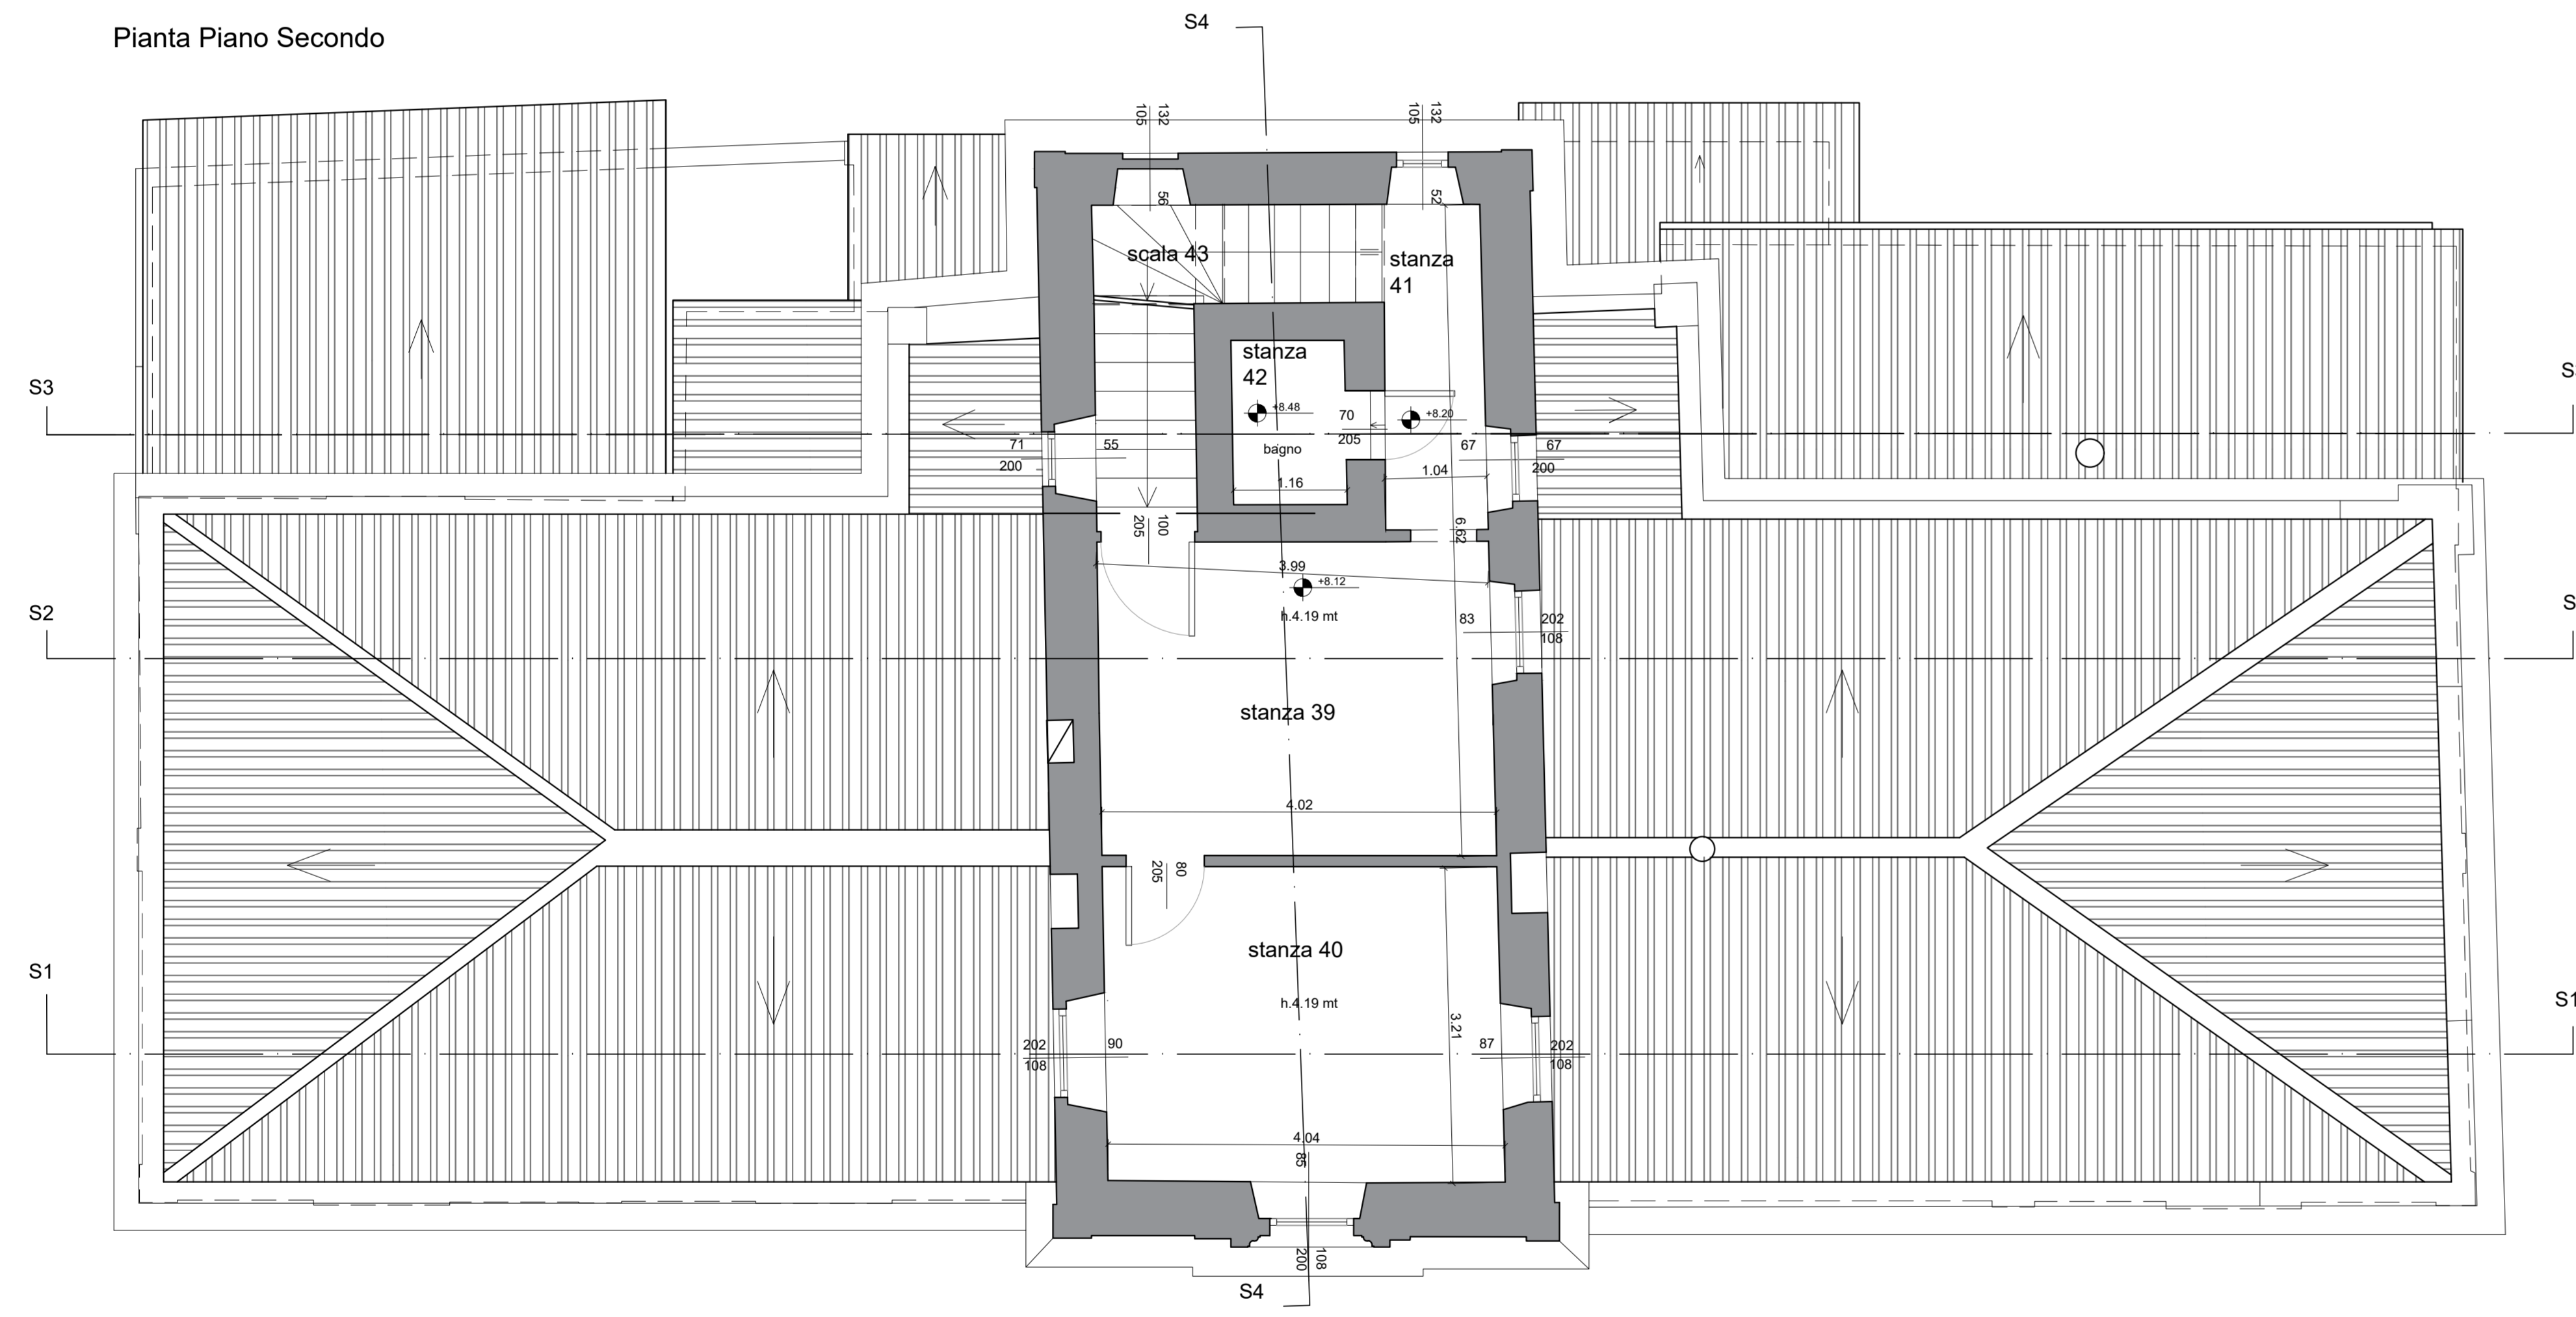 S4
Pianta Piano Secondo
132
105
132
105
56
52
scala 43
stanza
41
stanza
42
S3
S
+8.48
70
+8.20
205
71
55
bagno
67
67
200
200
1.04
1.16
100
205
6.62
3.99
+8.12
S2
S
h.4.19 mt
83
202
108
stanza 39
4.02
80
205
stanza 40
S1
S1
h.4.19 mt
3.21
202
90
87
202
108
108
4.04
85
108
200
S4